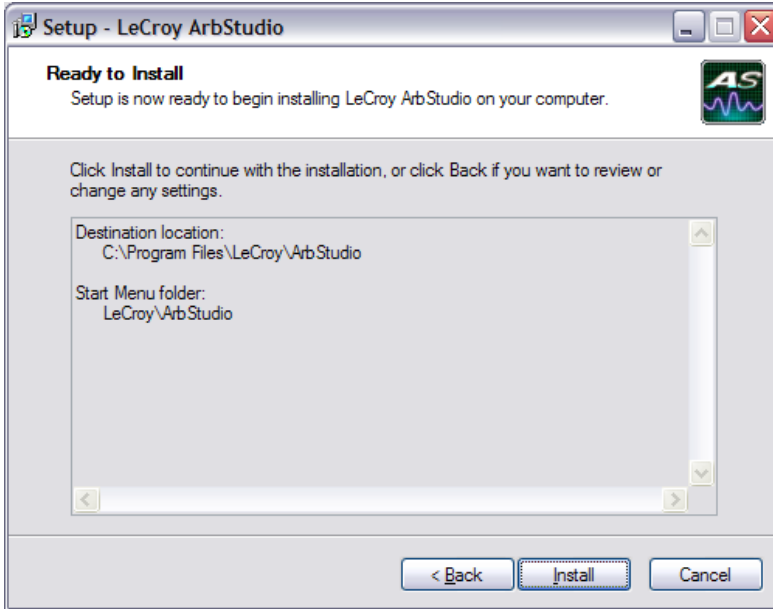 Setup - LeCroy ArbStudio
Ready to Install
Setup is now ready to begin installing LeCroy ArbStudio on your computer.
AS
Click Install to continue with the installation, or click Back if you want to review or
change any settings.
Destination location:
C:\Program Files\LeCroy\ArbStudio
Start Menu folder:
LeCroy\ArbStudio
< Back
Install
Cancel